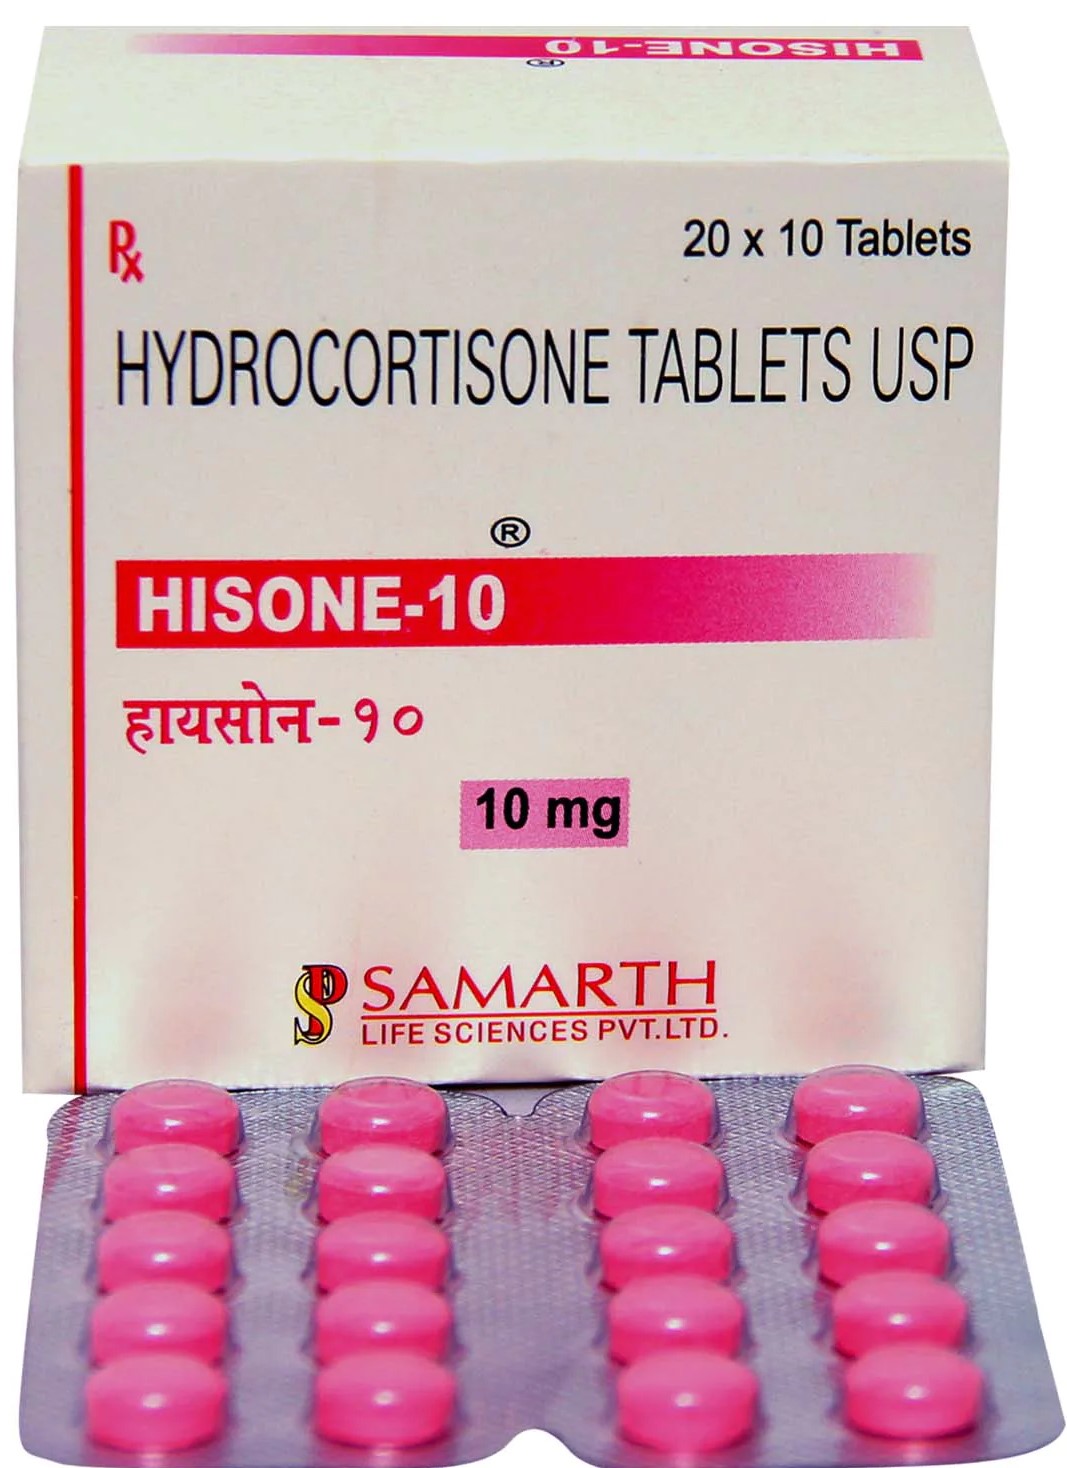 HISONE-10
®
Rx
20 x 10 Tablets
HYDROCORTISONE TABLETS USP
®
HISONE-10
हायसोन-१०
10 mg
SAMARTH
LIFE SCIENCES PVT.LTD.